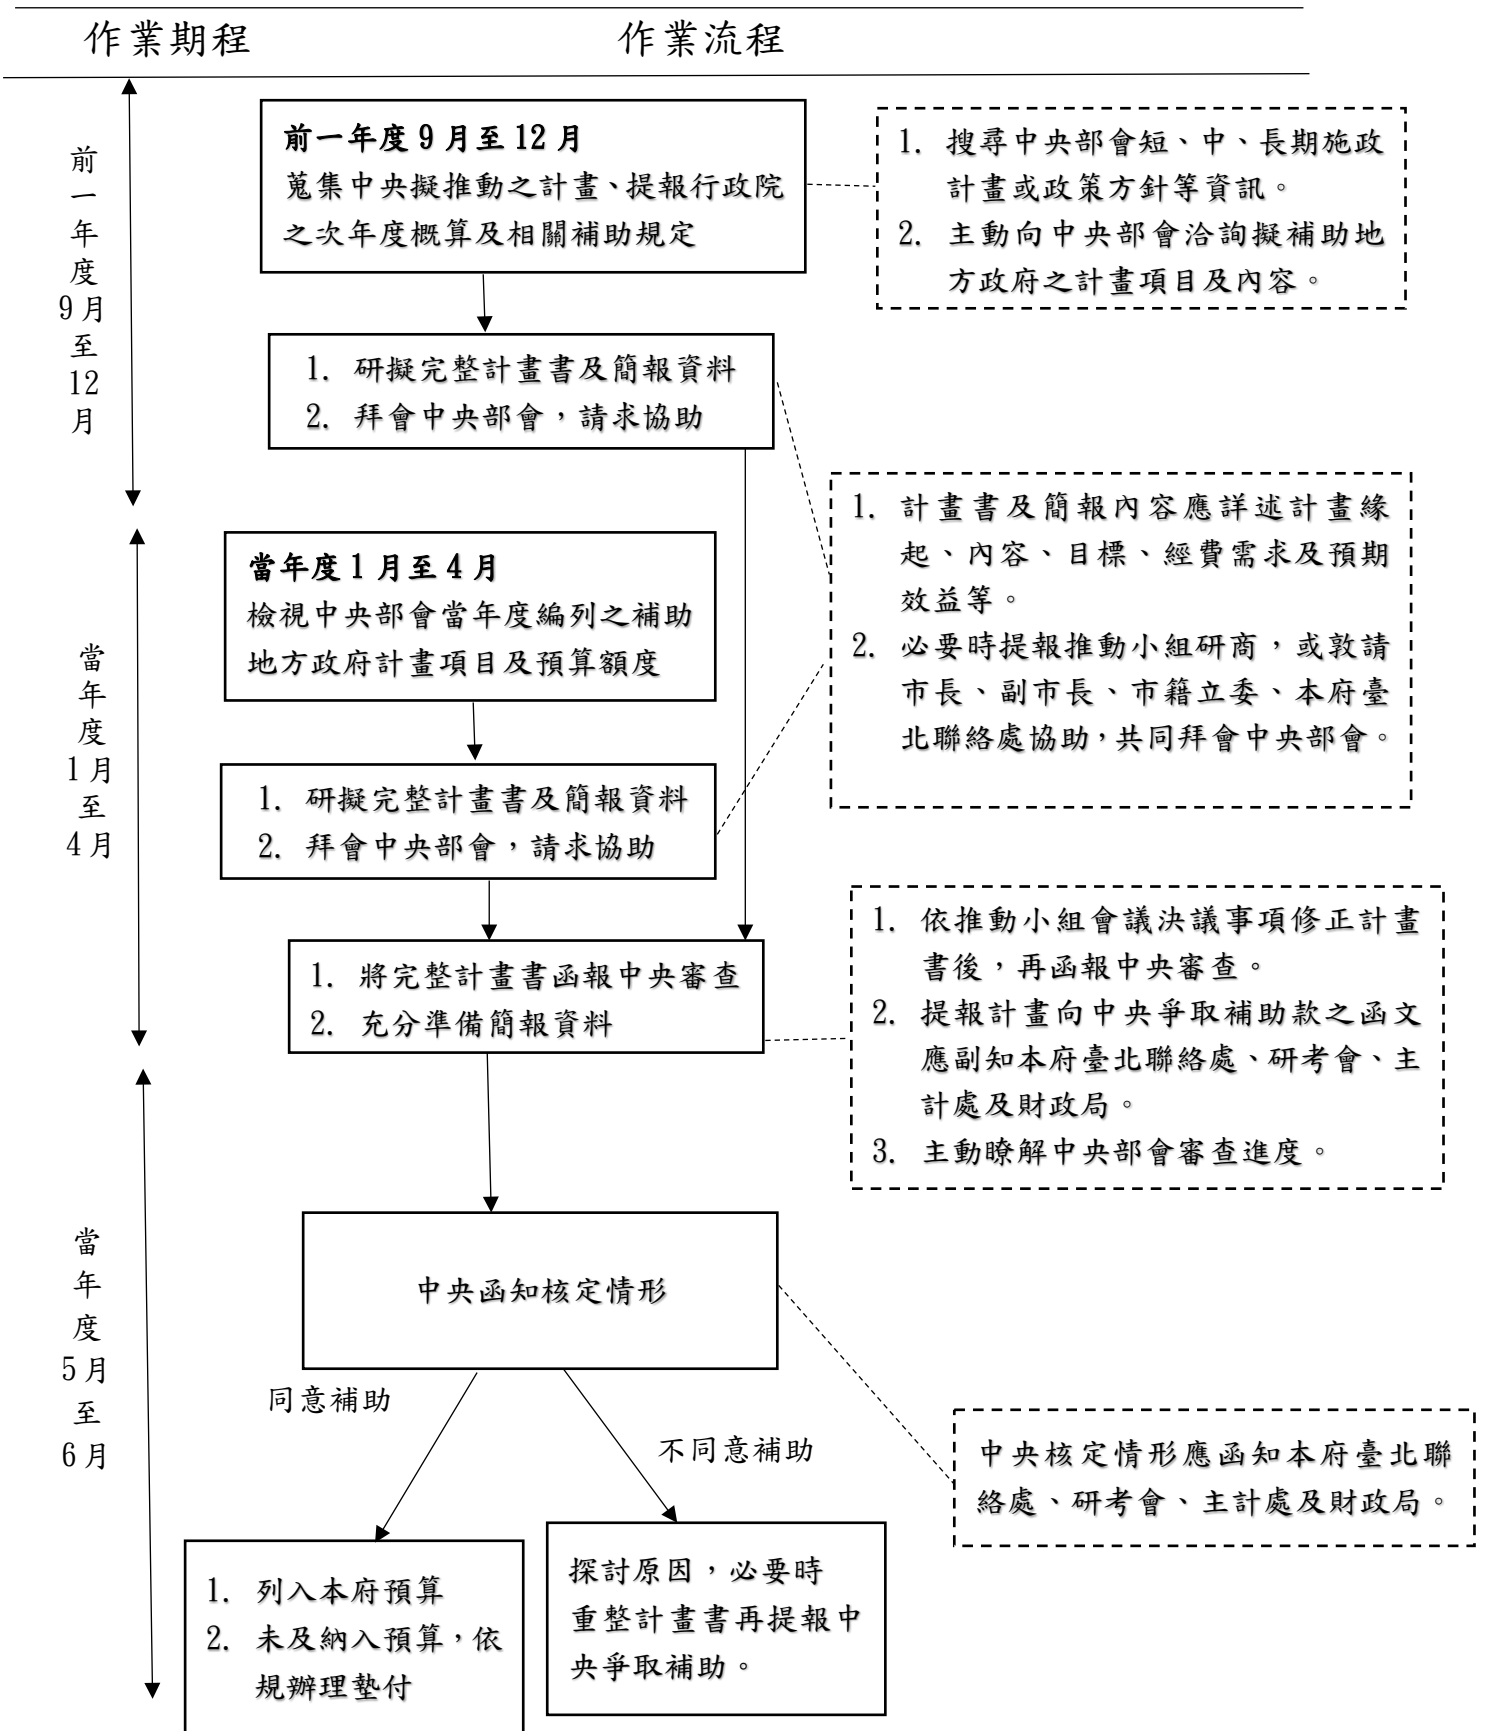 作業期程
作業流程
前一年度9月至12月
前一年度 9 月至 12 月
蒐集中央擬推動之計畫、提報行政院
之次年度概算及相關補助規定
1. 搜尋中央部會短、中、長期施政
計畫或政策方針等資訊。
2. 主動向中央部會洽詢擬補助地
方政府之計畫項目及內容。
1. 研擬完整計畫書及簡報資料
2. 拜會中央部會,請求協助
1. 計畫書及簡報內容應詳述計畫緣
起、內容、目標、經費需求及預期
效益等。
2. 必要時提報推動小組研商,或敦請
市長、副市長、市籍立委、本府臺
北聯絡處協助,共同拜會中央部會。
當年度1月至4月
當年度 1 月至 4 月
檢視中央部會當年度編列之補助
地方政府計畫項目及預算額度
1. 研擬完整計畫書及簡報資料
2. 拜會中央部會,請求協助
1. 將完整計畫書函報中央審查
2. 充分準備簡報資料
1. 依推動小組會議決議事項修正計畫
書後,再函報中央審查。
2. 提報計畫向中央爭取補助款之函文
應副知本府臺北聯絡處、研考會、主
計處及財政局。
3. 主動瞭解中央部會審查進度。
當年度5月至6月
中央函知核定情形
同意補助
不同意補助
中央核定情形應函知本府臺北聯
絡處、研考會、主計處及財政局。
1. 列入本府預算
2. 未及納入預算,依
規辦理墊付
探討原因,必要時
重整計畫書再提報中
央爭取補助。